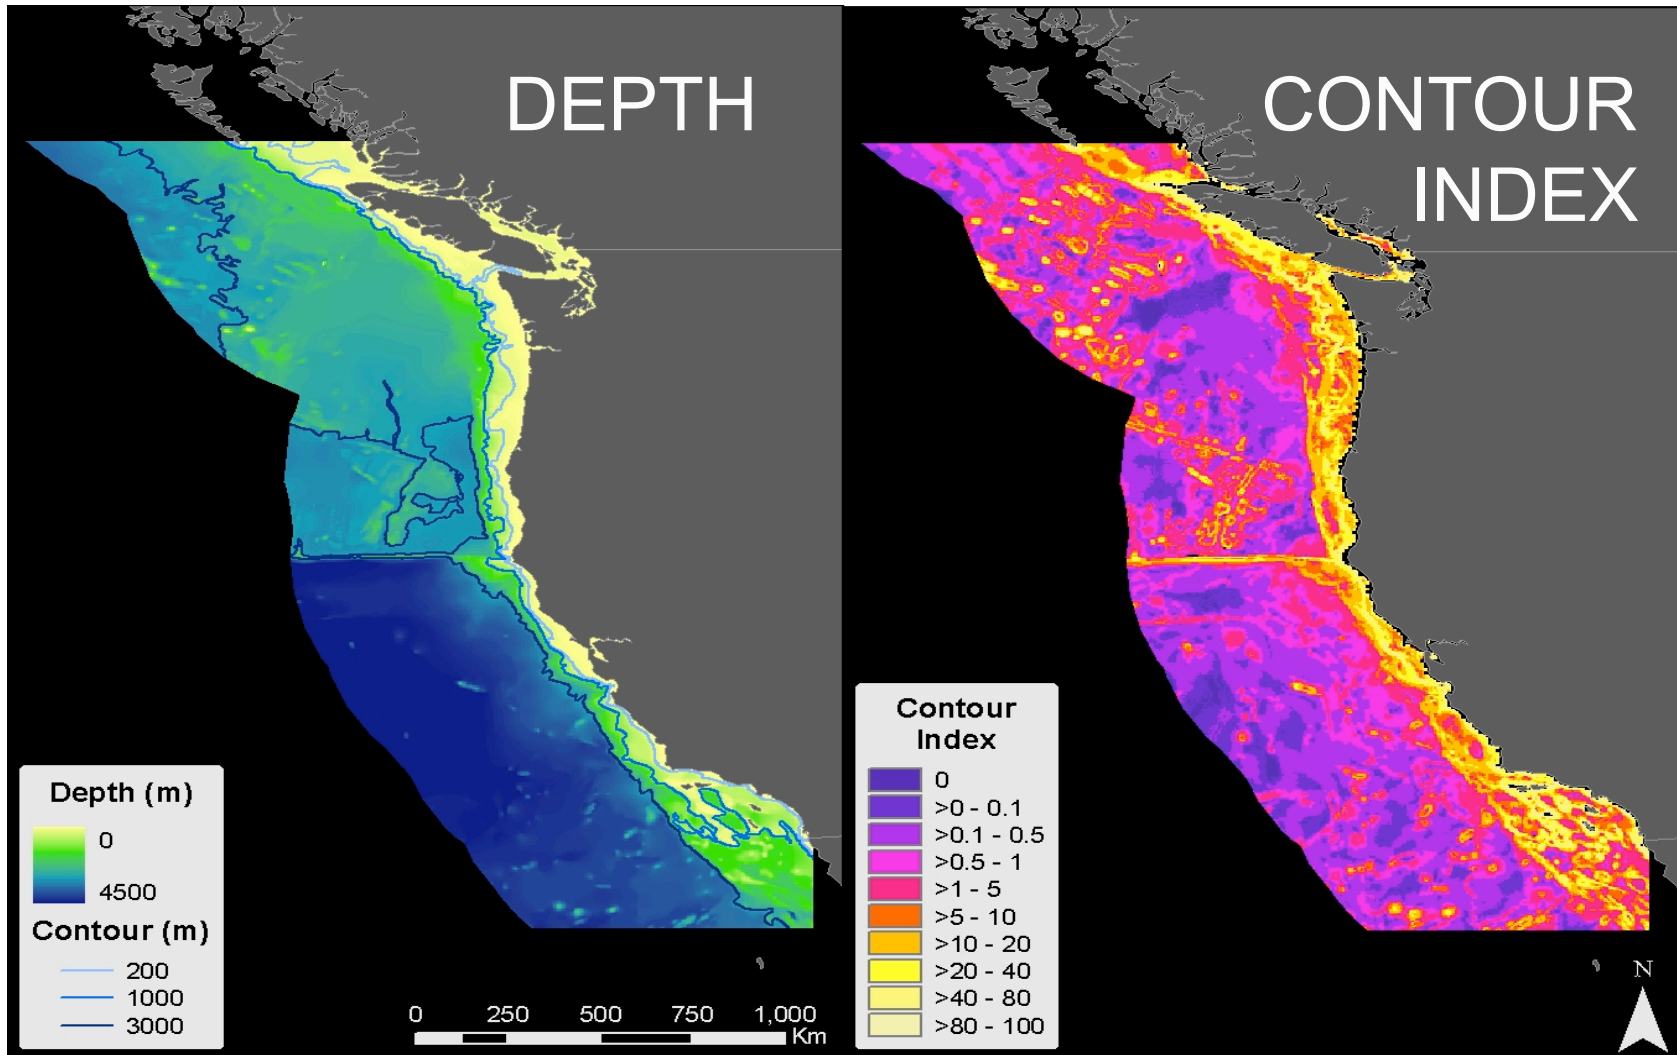 DEPTH
CONTOUR
INDEX
Depth (m)
0
4500
Contour (m)
200
1000
3000
0 250 500 750 1,000
Km
Contour
Index
0
>0 - 0.1
>0.1 - 0.5
>0.5 - 1
>1 - 5
>5 - 10
>10 - 20
>20 - 40
>40 - 80
>80 - 100
N